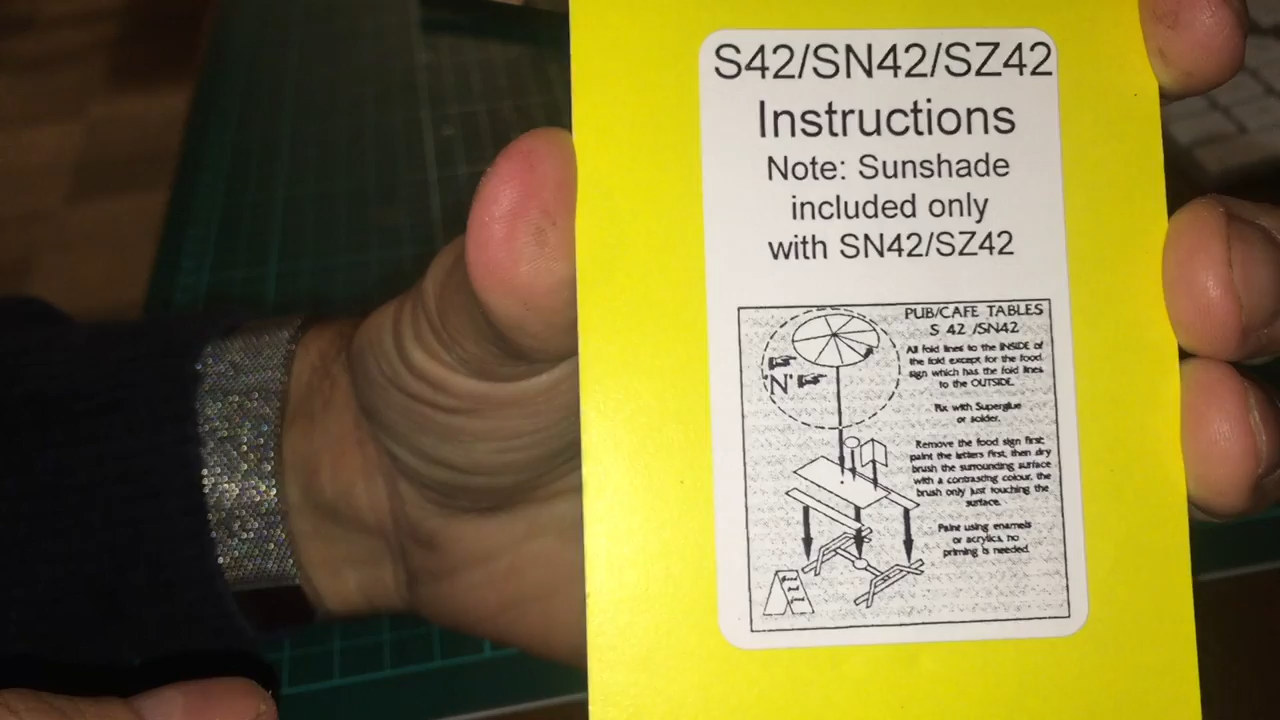 S42/SN42/SZ42
Instructions
Note: Sunshade
included only
with SN42/SZ42
PUB/CAFE TABLES
S 42 /SN42
All fold lines to the INSIDE of
the fold except for the food
sign which has the fold lines
to the OUTSIDE.
'N'
Fix with Superglue
or solder.
Remove the food sign first;
paint the letters first, then dry
brush the surrounding surface
with a contrasting colour, the
brush only just touching the
surface.
Paint using enamels
or acrylics, no
priming is needed.